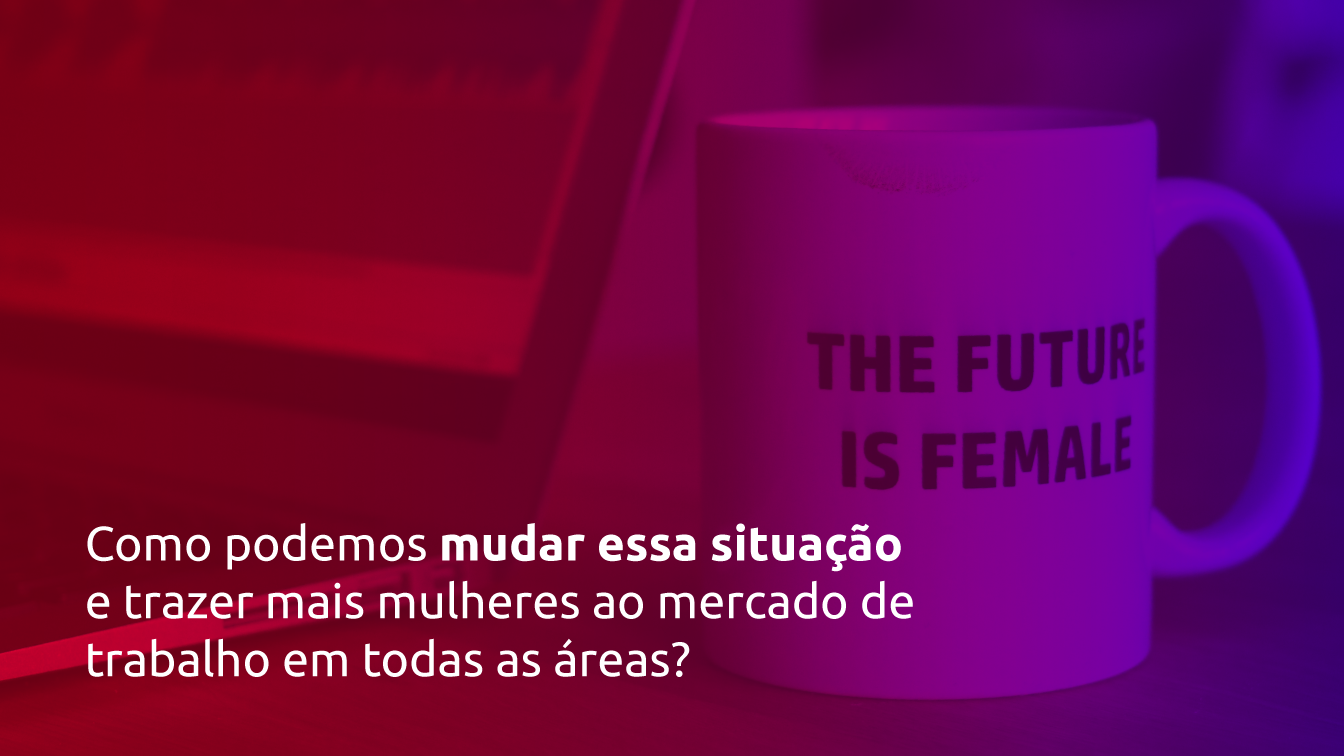 THE FUTURE
IS FEMALE
Como podemos mudar essa situação
e trazer mais mulheres ao mercado de
trabalho em todas as áreas?